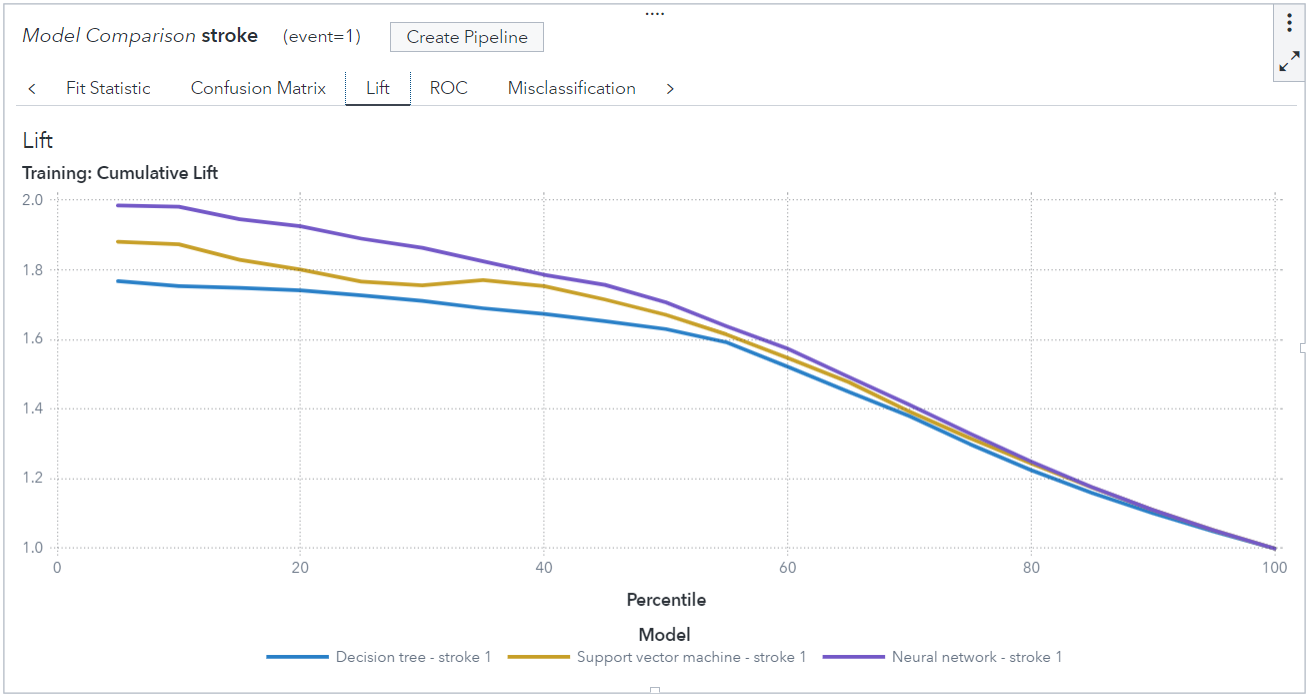 Model Comparison stroke (event=1) Create Pipeline
Fit Statistic Confusion Matrix Lift ROC Misclassification
Lift
Training: Cumulative Lift
2.0
1.8
1.6
1.4
1.2
1.0
0 20 40 60 80 100
Percentile
Model
Decision tree - stroke 1 Support vector machine - stroke 1 Neural network - stroke 1